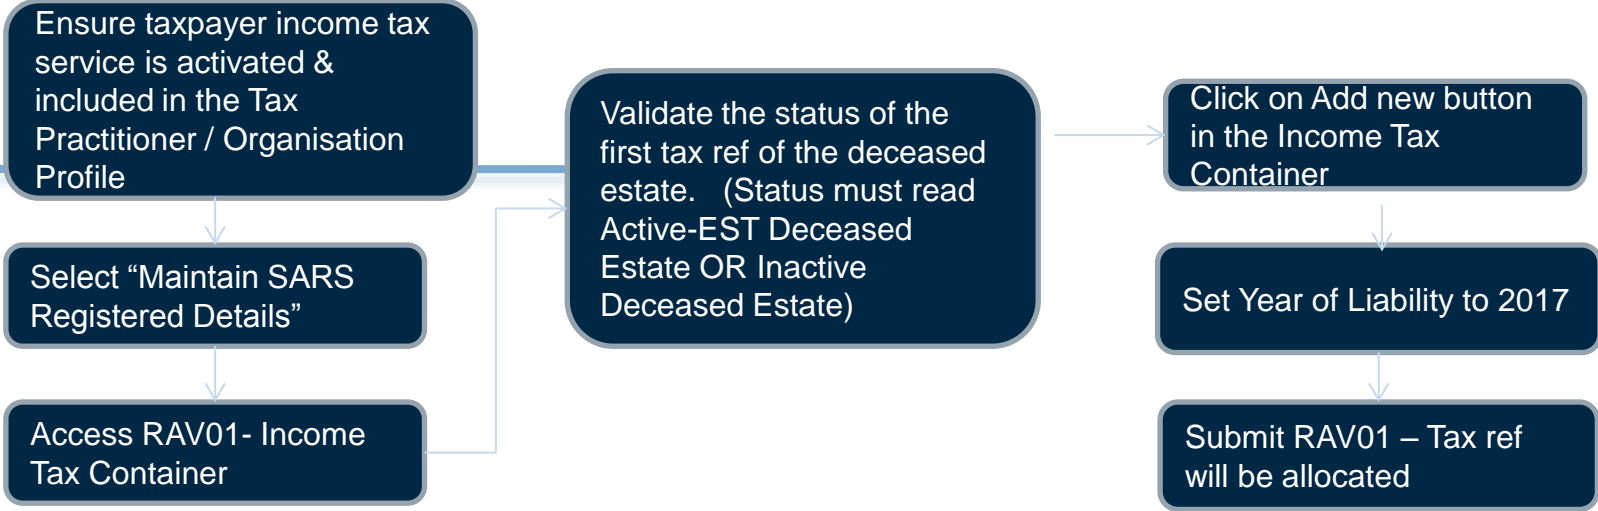 Ensure taxpayer income tax
service is activated &
included in the Tax
Practitioner / Organisation
Profile
Select “Maintain SARS
Registered Details”
Access RAV01- Income
Tax Container
Validate the status of the
first tax ref of the deceased
estate.   (Status must read
Active-EST Deceased
Estate OR Inactive
Deceased Estate)
Click on Add new button
in the Income Tax
Container
Set Year of Liability to 2017
Submit RAV01 – Tax ref
will be allocated